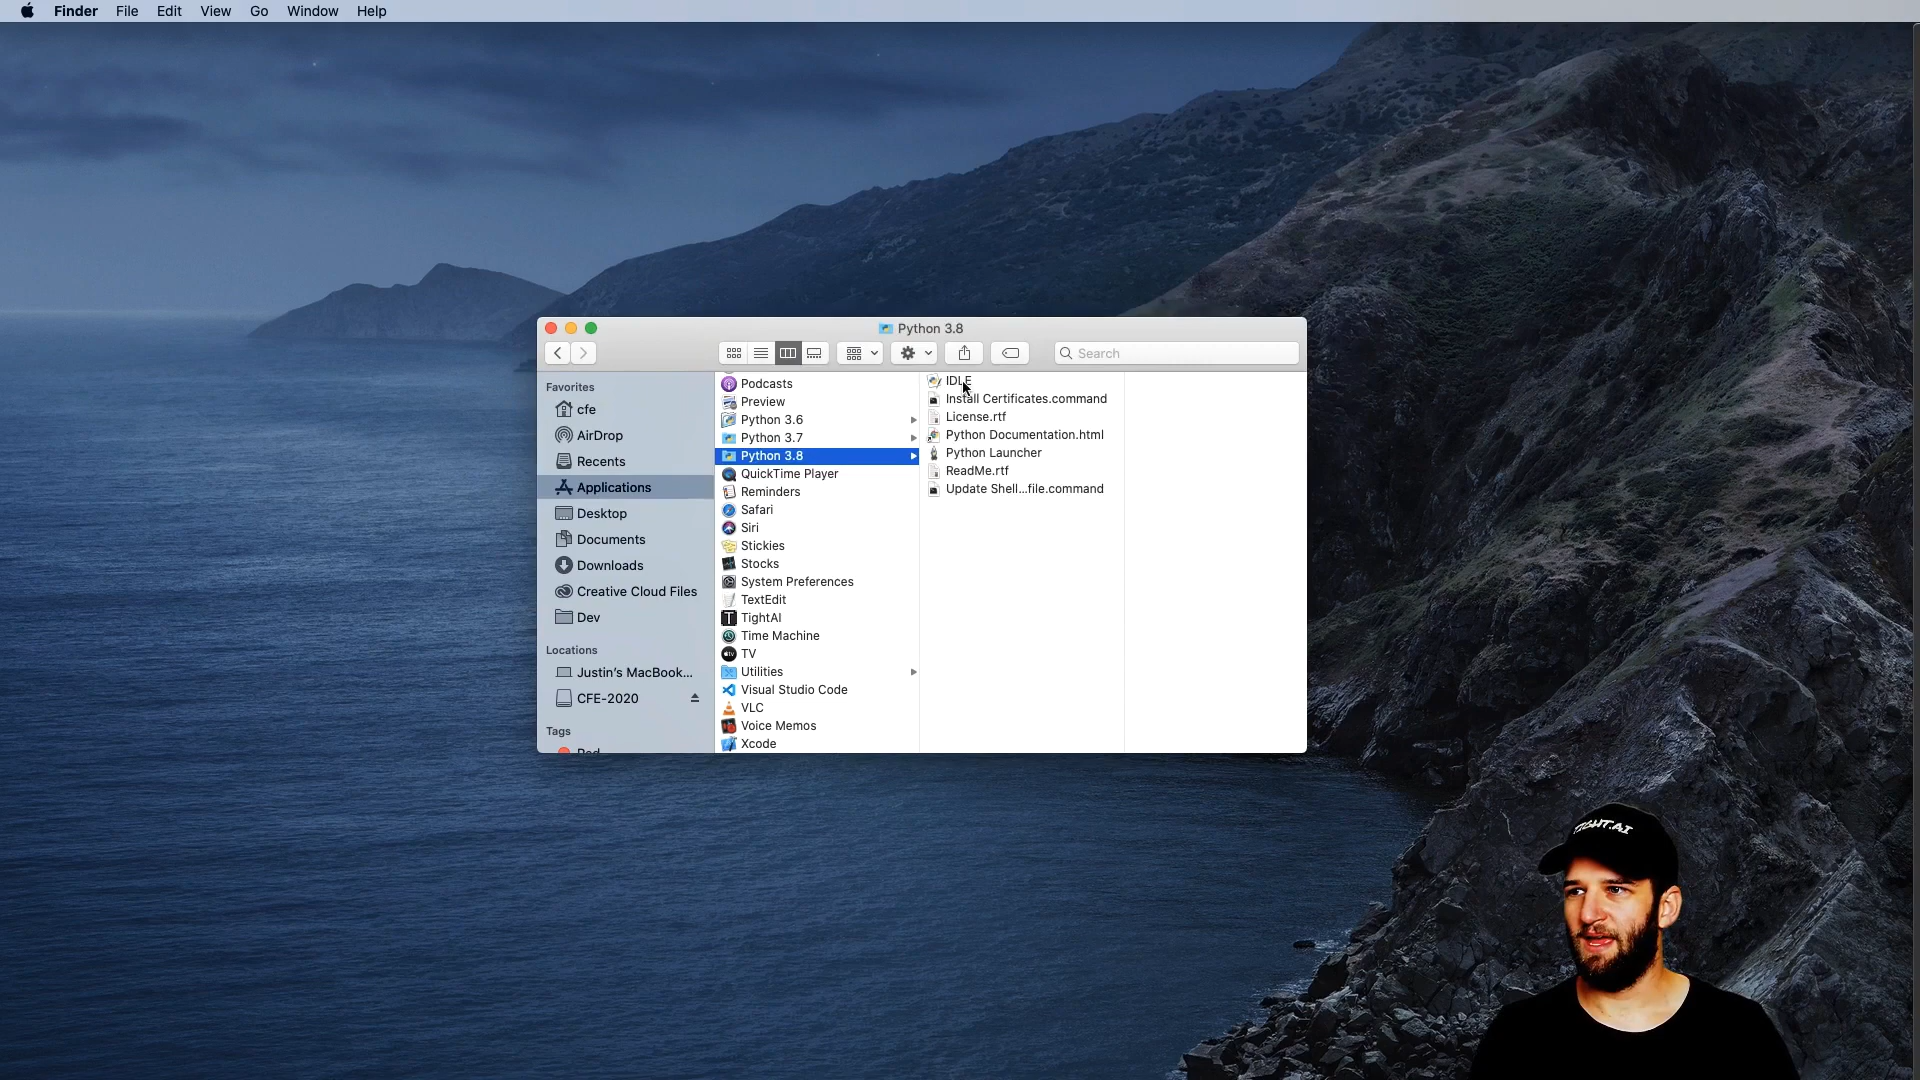 Finder File Edit View Go Window Help
Python 3.8
Search
Favorites
cfe
AirDrop
Recents
Applications
Desktop
Documents
Downloads
Creative Cloud Files
Dev
Locations
Justin's MacBook...
CFE-2020
Tags
Red
Podcasts
Preview
Python 3.6
Python 3.7
Python 3.8
QuickTime Player
Reminders
Safari
Siri
Stickies
Stocks
System Preferences
TextEdit
TightAI
Time Machine
TV
Utilities
Visual Studio Code
VLC
Voice Memos
Xcode
IDLE
Install Certificates.command
License.rtf
Python Documentation.html
Python Launcher
ReadMe.rtf
Update Shell...file.command
TIGHT.AI